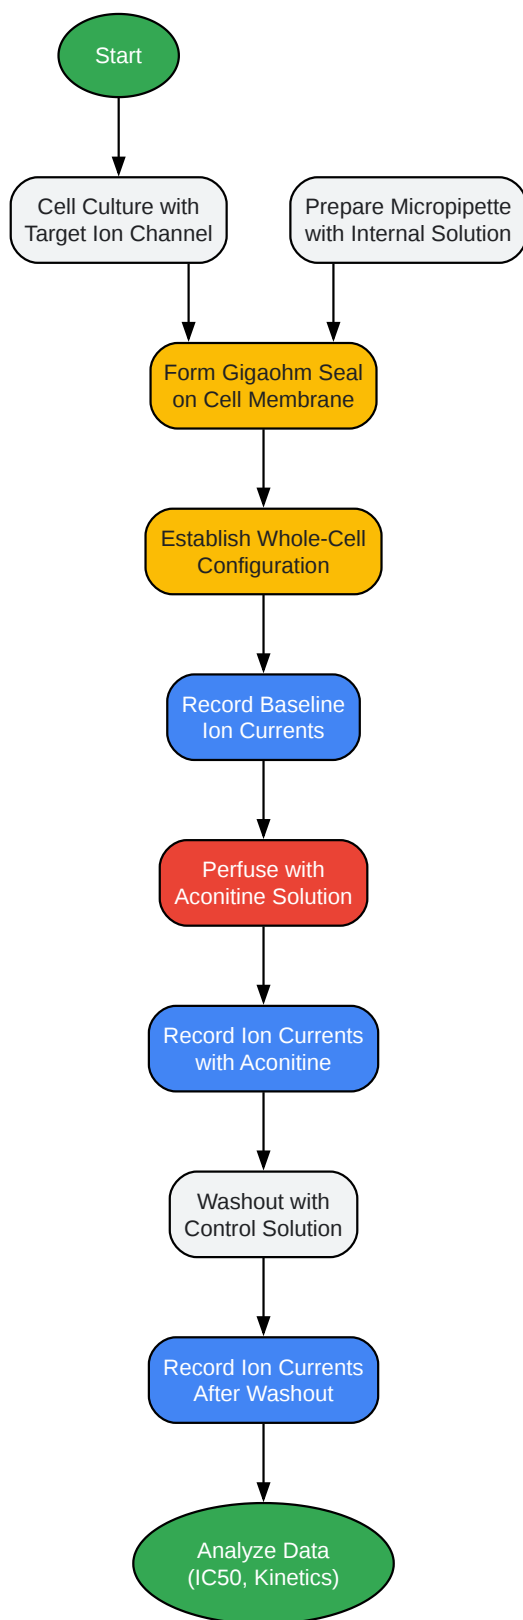 Start
Cell Culture with
Target Ion Channel
Prepare Micropipette
with Internal Solution
Form Gigaohm Seal
on Cell Membrane
Establish Whole-Cell
Configuration
Record Baseline
Ion Currents
Perfuse with
Aconitine Solution
Record Ion Currents
with Aconitine
Washout with
Control Solution
Record Ion Currents
After Washout
Analyze Data
(IC50, Kinetics)